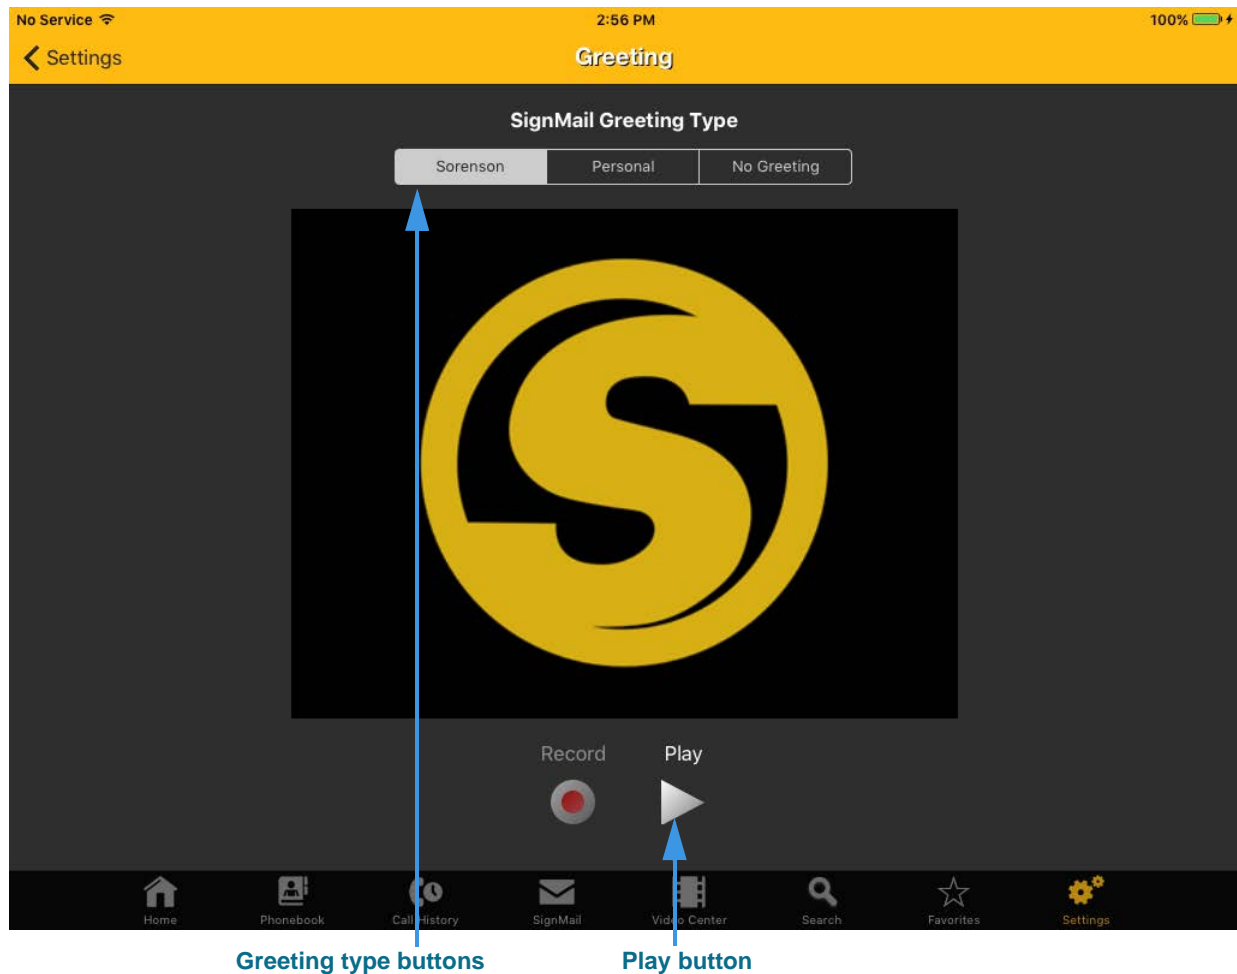 No Service 2:56 PM 100%
Settings Greeting
SignMail Greeting Type
Sorenson Personal No Greeting
S
Record Play
Home Phonebook Call History SignMail Video Center Search Favorites Settings
Greeting type buttons Play button